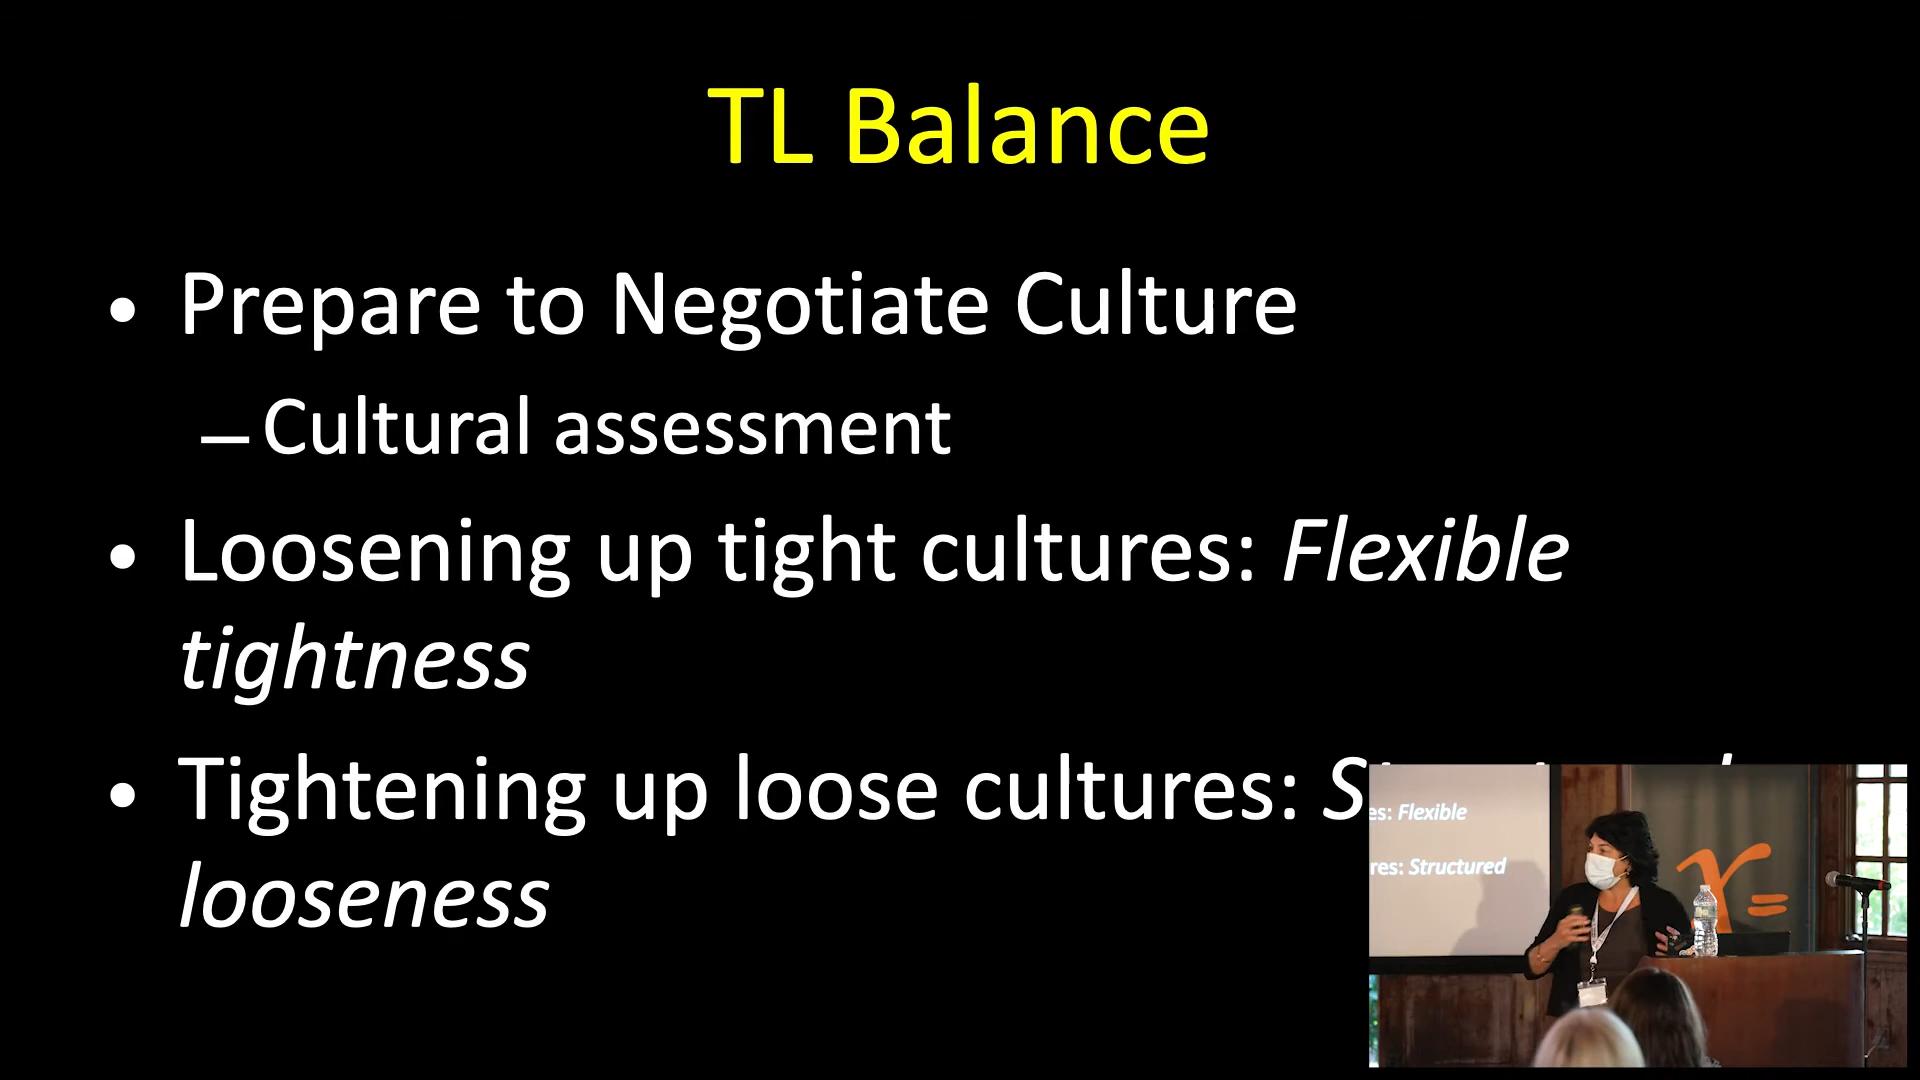 TL Balance
• Prepare to Negotiate Culture
– Cultural assessment
• Loosening up tight cultures: Flexible
tightness
• Tightening up loose cultures: Structured
looseness
es: Flexible
res: Structured
x=